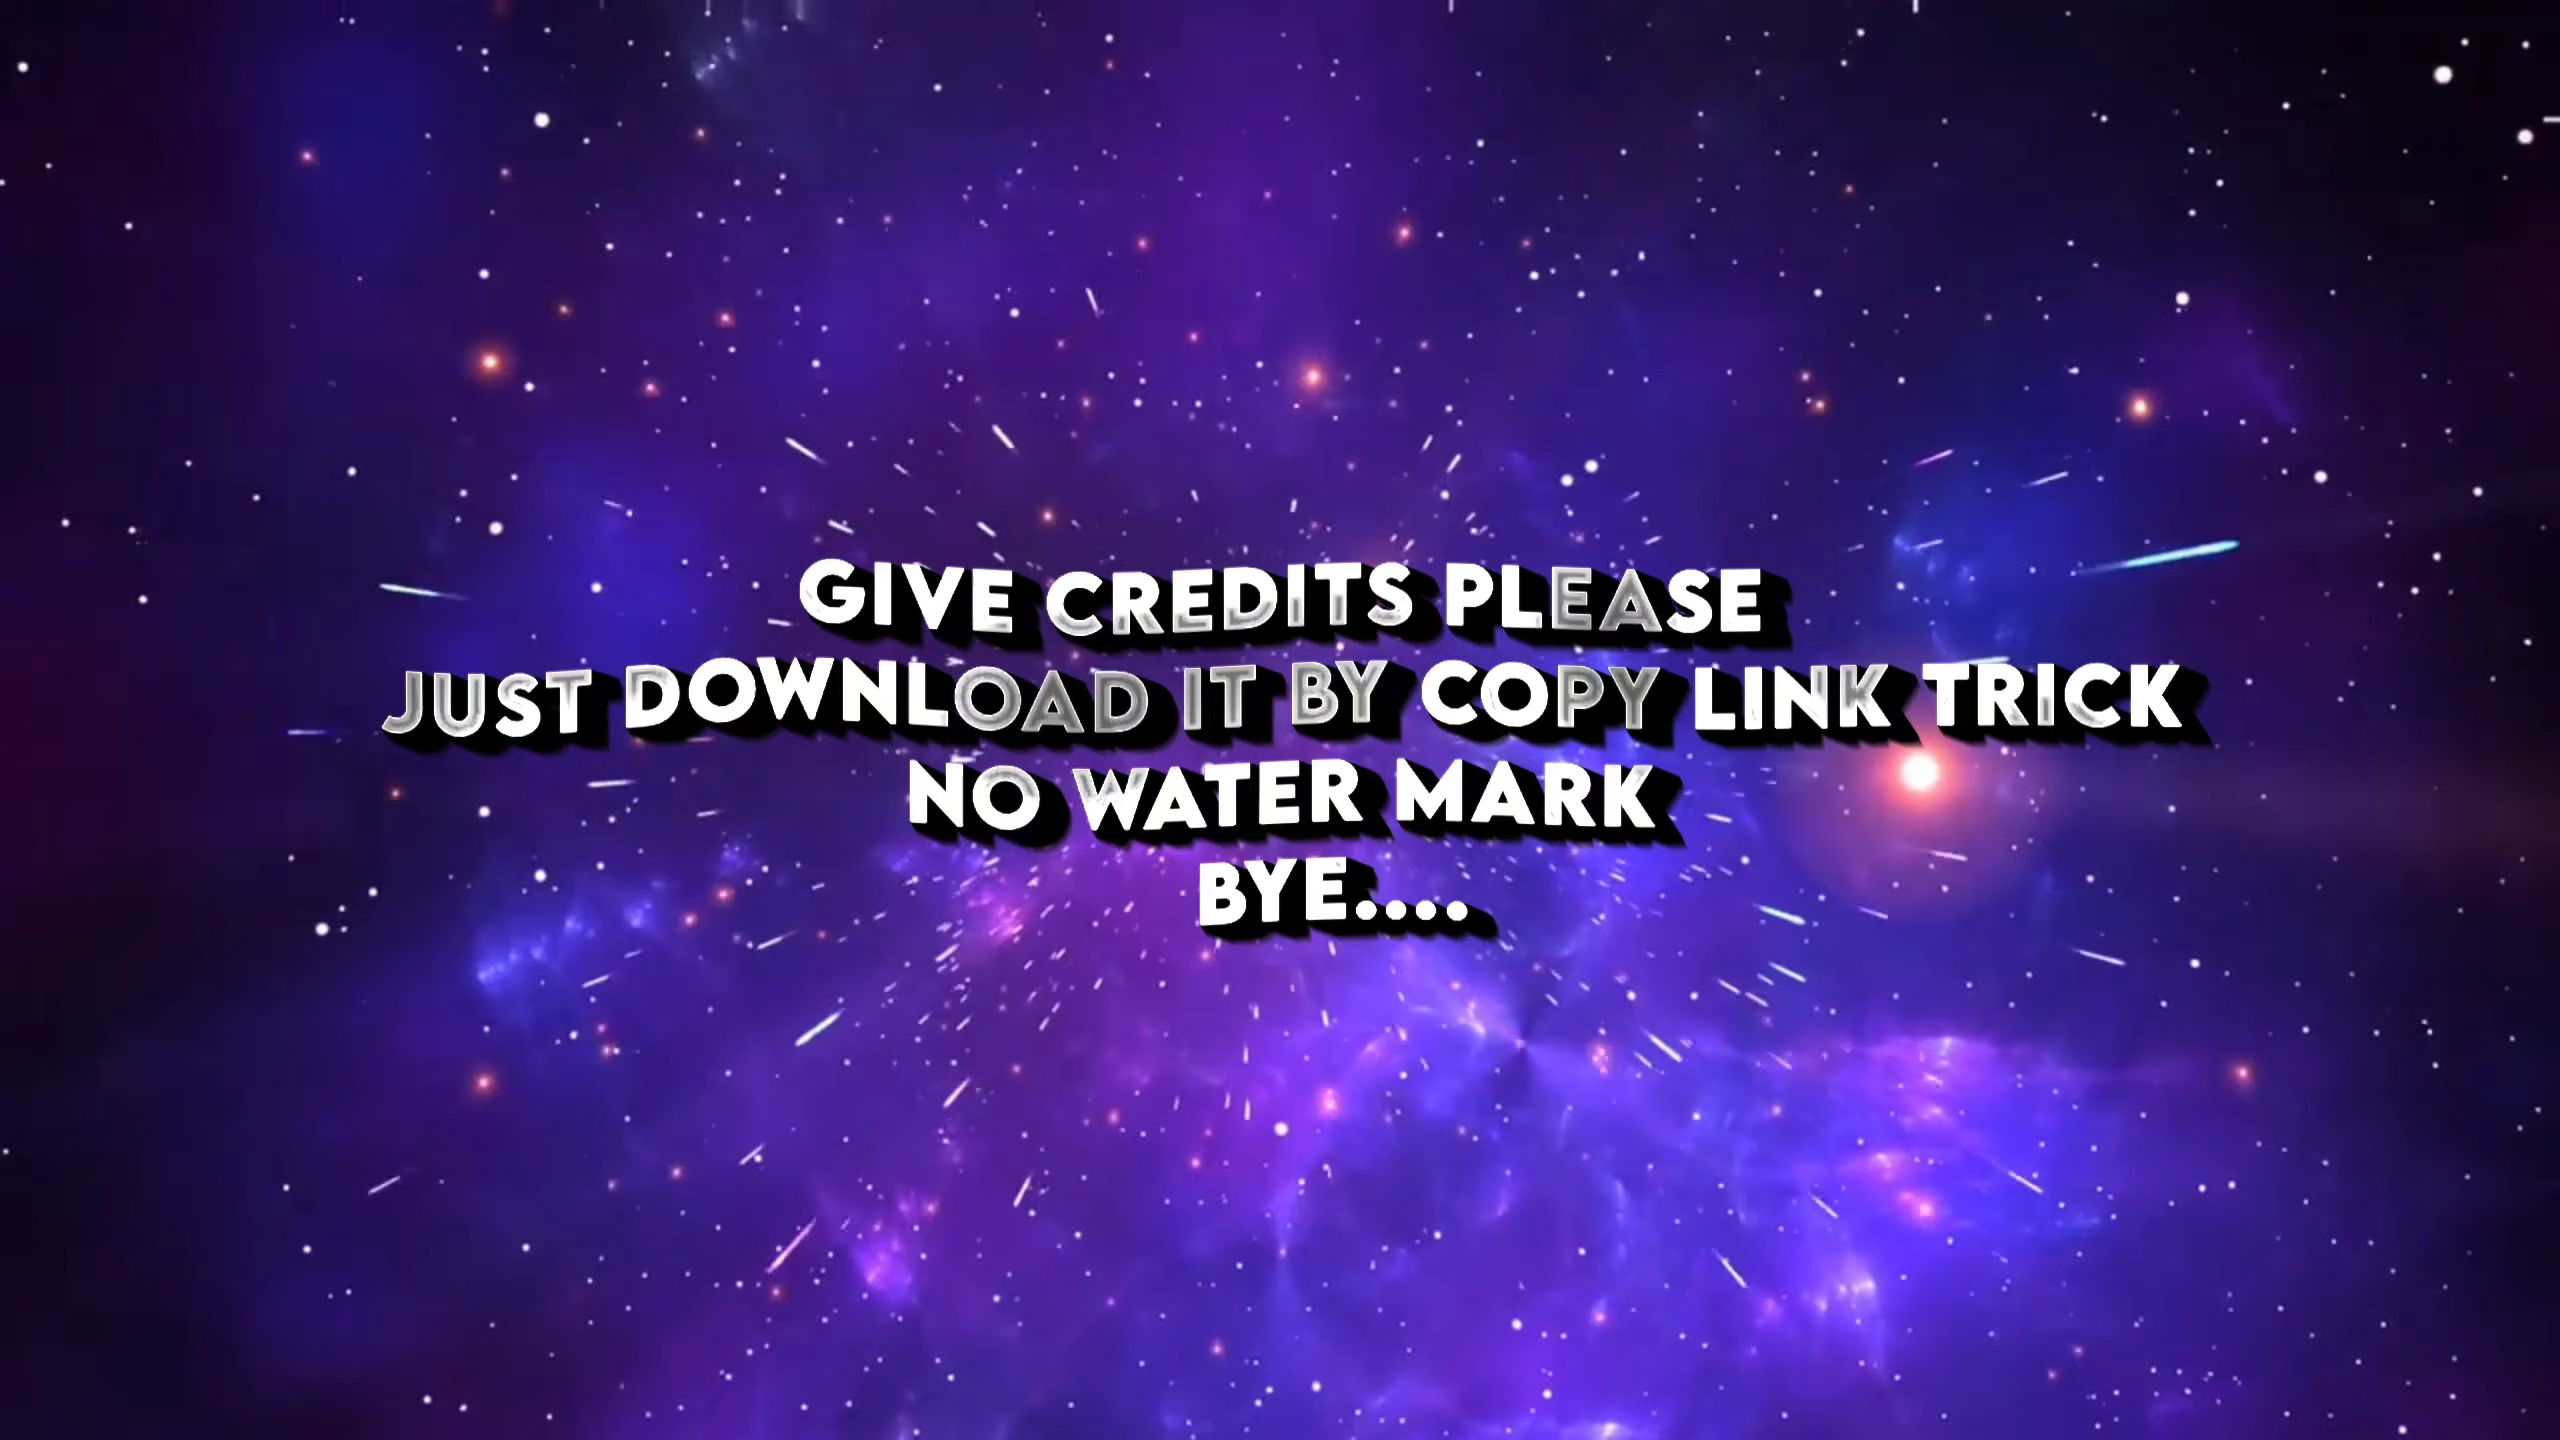 GIVE CREDITS PLEASE
JUST DOWNLOAD IT BY COPY LINK TRICK
NO WATER MARK
BYE....